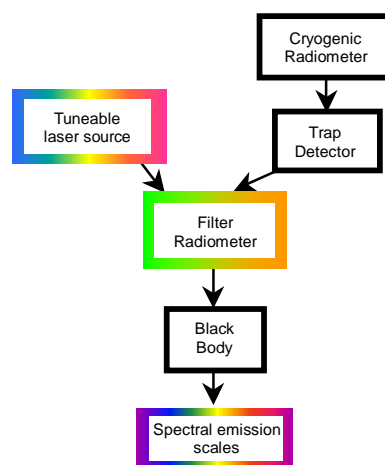 Cryogenic
Radiometer
Tuneable
laser source
Trap
Detector
Filter
Radiometer
Black
Body
Spectral emission
scales